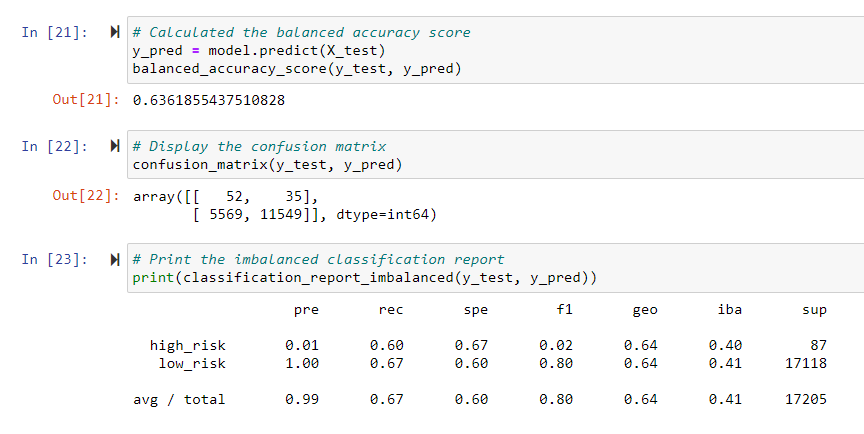 In [21]: # Calculated the balanced accuracy score
y_pred = model.predict(X_test)
balanced_accuracy_score(y_test, y_pred)
Out[21]: 0.6361855437510828
In [22]: # Display the confusion matrix
confusion_matrix(y_test, y_pred)
Out[22]: array([[   52,    35],
       [ 5569, 11549]], dtype=int64)
In [23]: # Print the imbalanced classification report
print(classification_report_imbalanced(y_test, y_pred))
pre rec spe f1 geo iba sup
high_risk 0.01 0.60 0.67 0.02 0.64 0.40 87
low_risk 1.00 0.67 0.60 0.80 0.64 0.41 17118
avg / total 0.99 0.67 0.60 0.80 0.64 0.41 17205